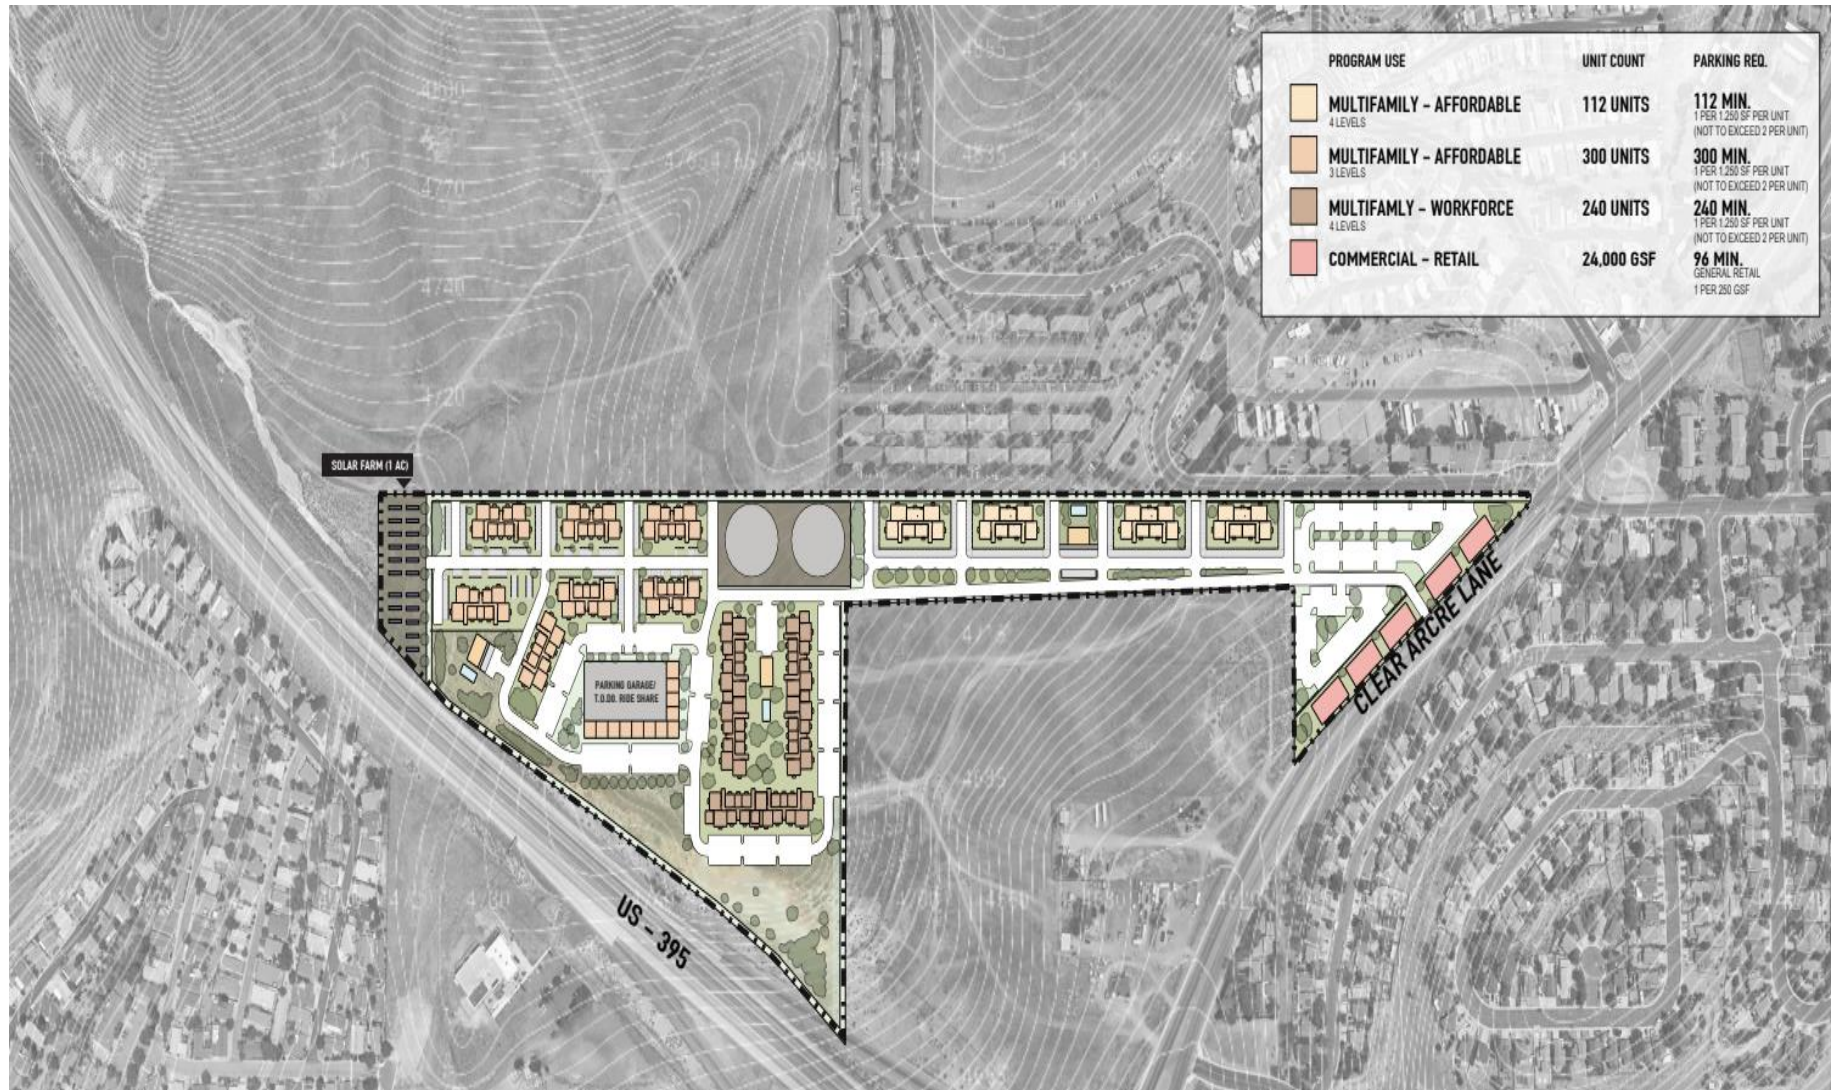 PROGRAM USE UNIT COUNT PARKING REQ.
MULTIFAMILY - AFFORDABLE 112 UNITS 112 MIN.
4 LEVELS
1 PER 1,250 SF PER UNIT
(NOT TO EXCEED 2 PER UNIT)
MULTIFAMILY - AFFORDABLE 300 UNITS 300 MIN.
3 LEVELS
1 PER 1,250 SF PER UNIT
(NOT TO EXCEED 2 PER UNIT)
MULTIFAMLY - WORKFORCE 240 UNITS 240 MIN.
4 LEVELS
1 PER 1,250 SF PER UNIT
(NOT TO EXCEED 2 PER UNIT)
COMMERCIAL - RETAIL 24,000 GSF 96 MIN.
GENERAL RETAIL
1 PER 250 GSF
SOLAR FARM (1 AC)
PARKING GARAGE/
T.O.DD. RIDE SHARE
CLEAR ARCRE LANE
US - 395